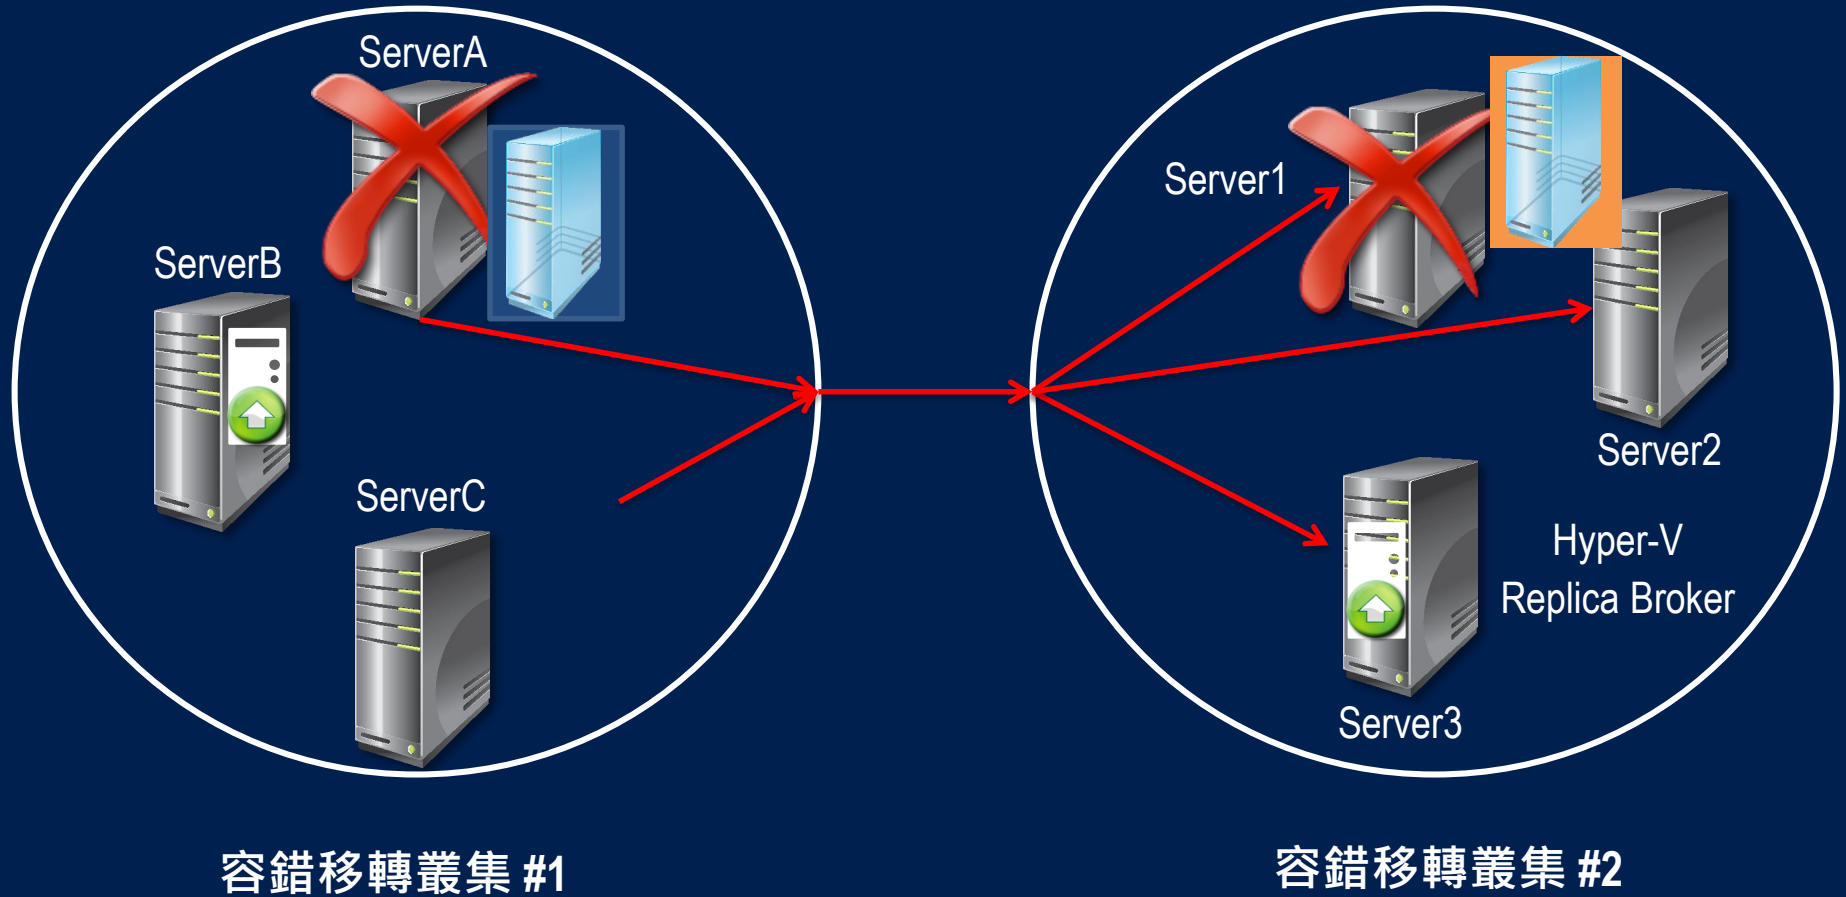 ServerA
ServerB
ServerC
Server1
Server2
Hyper-V
Replica Broker
Server3
容錯移轉叢集 #1
容錯移轉叢集 #2